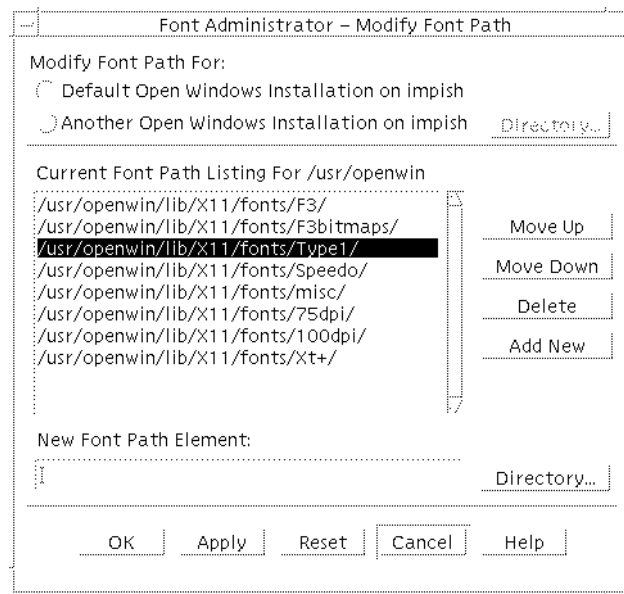 Font Administrator – Modify Font Path
Modify Font Path For:
Default Open Windows Installation on impish
Another Open Windows Installation on impish
Directory...
Current Font Path Listing For /usr/openwin
/usr/openwin/lib/X11/fonts/F3/
/usr/openwin/lib/X11/fonts/F3bitmaps/
/usr/openwin/lib/X11/fonts/Type1/
/usr/openwin/lib/X11/fonts/Speedo/
/usr/openwin/lib/X11/fonts/misc/
/usr/openwin/lib/X11/fonts/75dpi/
/usr/openwin/lib/X11/fonts/100dpi/
/usr/openwin/lib/X11/fonts/Xt+/
Move Up
Move Down
Delete
Add New
New Font Path Element:
Directory...
OK Apply Reset Cancel Help